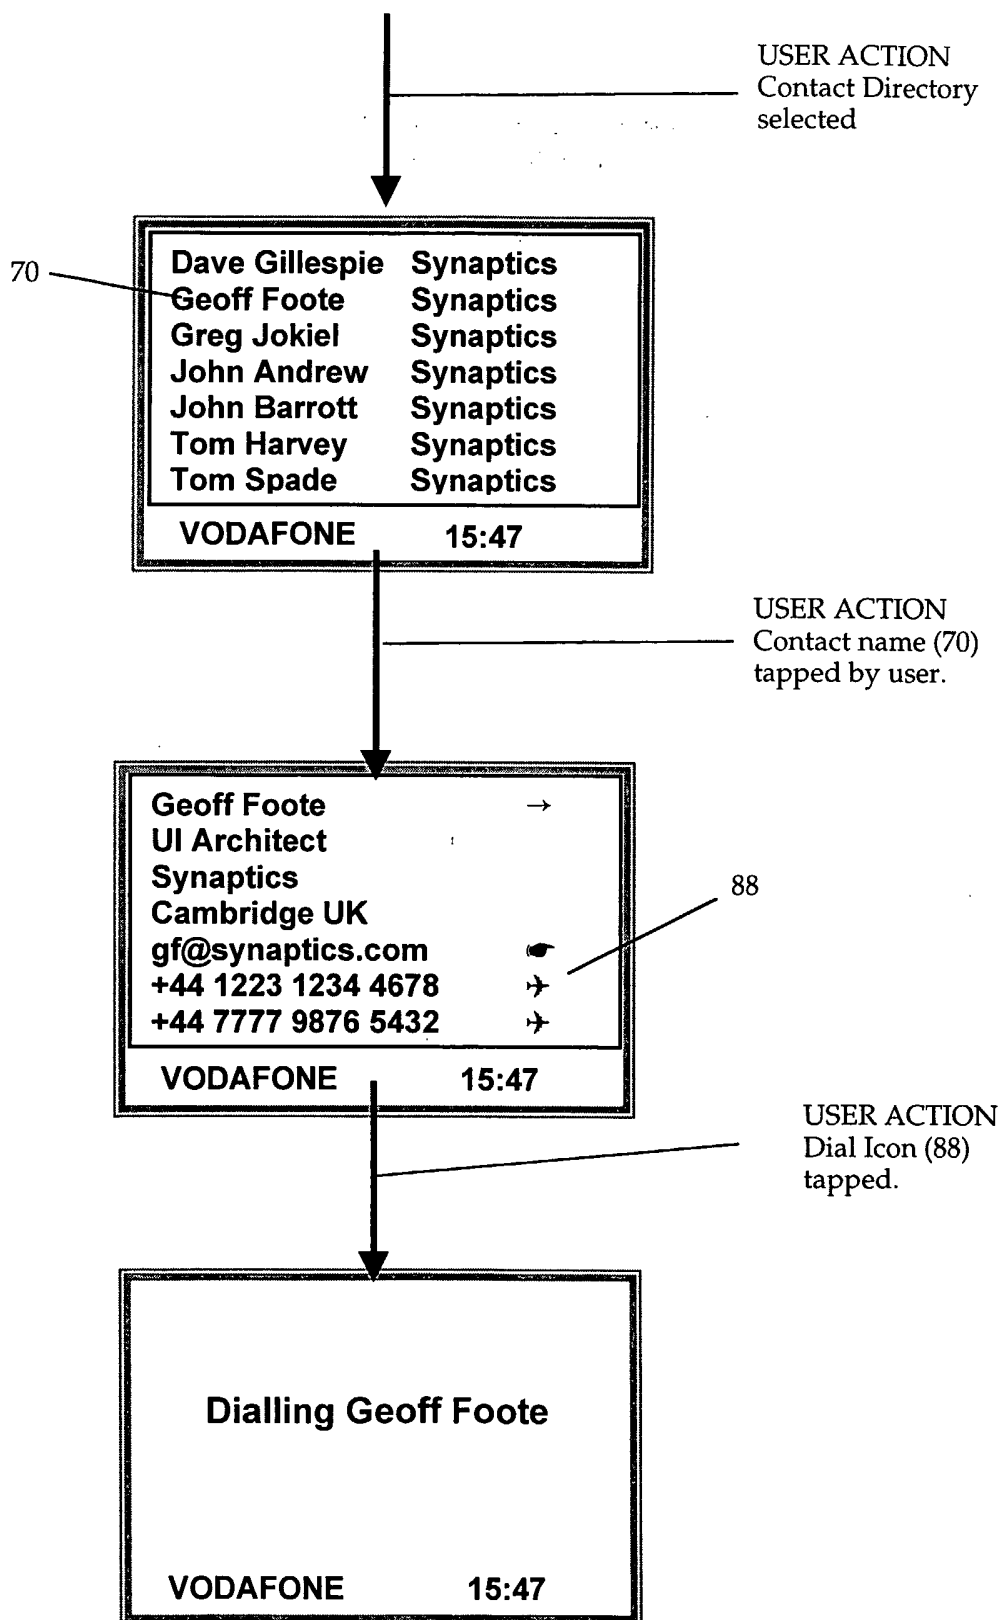 USER ACTION
Contact Directory
selected
70
Dave Gillespie Synaptics
Geoff Foote Synaptics
Greg Jokiel Synaptics
John Andrew Synaptics
John Barrott Synaptics
Tom Harvey Synaptics
Tom Spade Synaptics
VODAFONE 15:47
USER ACTION
Contact name (70)
tapped by user.
Geoff Foote →
UI Architect
Synaptics
Cambridge UK
gf@synaptics.com ☛
+44 1223 1234 4678 ✈
+44 7777 9876 5432 ✈
88
VODAFONE 15:47
USER ACTION
Dial Icon (88)
tapped.
Dialling Geoff Foote
VODAFONE 15:47